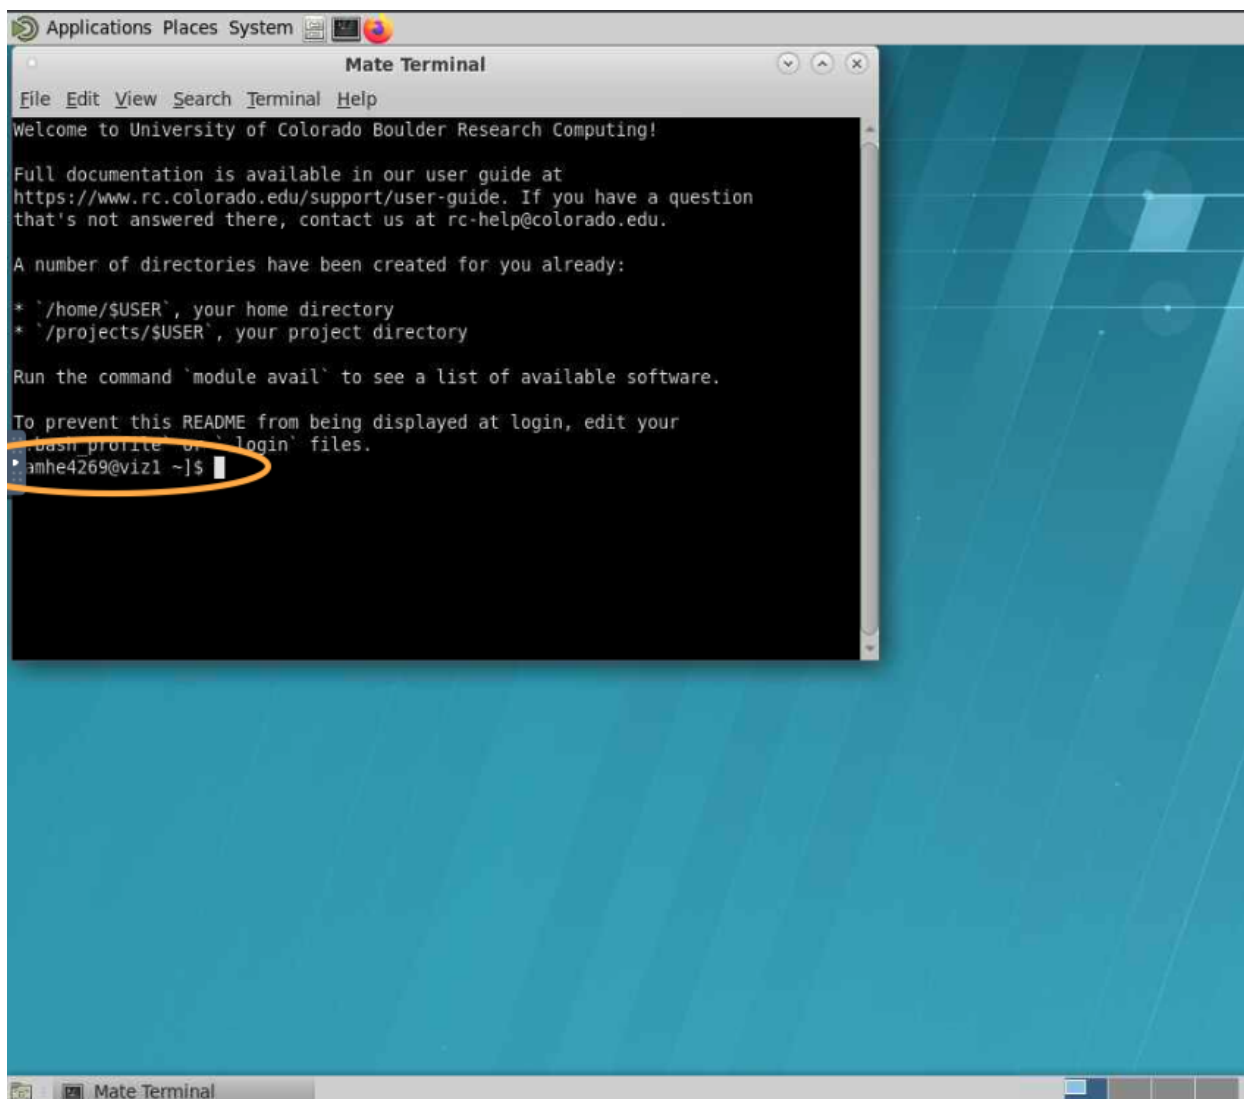 Applications Places System
Mate Terminal
File Edit View Search Terminal Help
Welcome to University of Colorado Boulder Research Computing!
Full documentation is available in our user guide at
https://www.rc.colorado.edu/support/user-guide. If you have a question
that's not answered there, contact us at rc-help@colorado.edu.
A number of directories have been created for you already:
* `/home/$USER`, your home directory
* `/projects/$USER`, your project directory
Run the command `module avail` to see a list of available software.
To prevent this README from being displayed at login, edit your
.bash_profile` or `.login` files.
amhe4269@viz1 ~]$
Mate Terminal